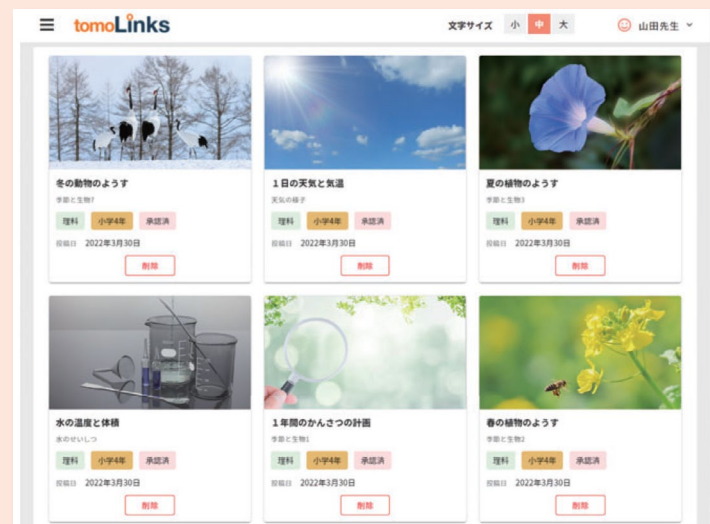 tomoLinks
文字サイズ 小 中 大 山田先生
冬の動物のようす
季節と生物7
理科 小学4年 承認済
投稿日 2022年3月30日
削除
1日の天気と気温
天気の様子
理科 小学4年 承認済
投稿日 2022年3月30日
削除
夏の植物のようす
季節と生物3
理科 小学4年 承認済
投稿日 2022年3月30日
削除
水の温度と体積
水のせいしつ
理科 小学4年 承認済
投稿日 2022年3月30日
削除
1年間のかんさつの計画
季節と生物1
理科 小学4年 承認済
投稿日 2022年3月30日
削除
春の植物のようす
季節と生物2
理科 小学4年 承認済
投稿日 2022年3月30日
削除